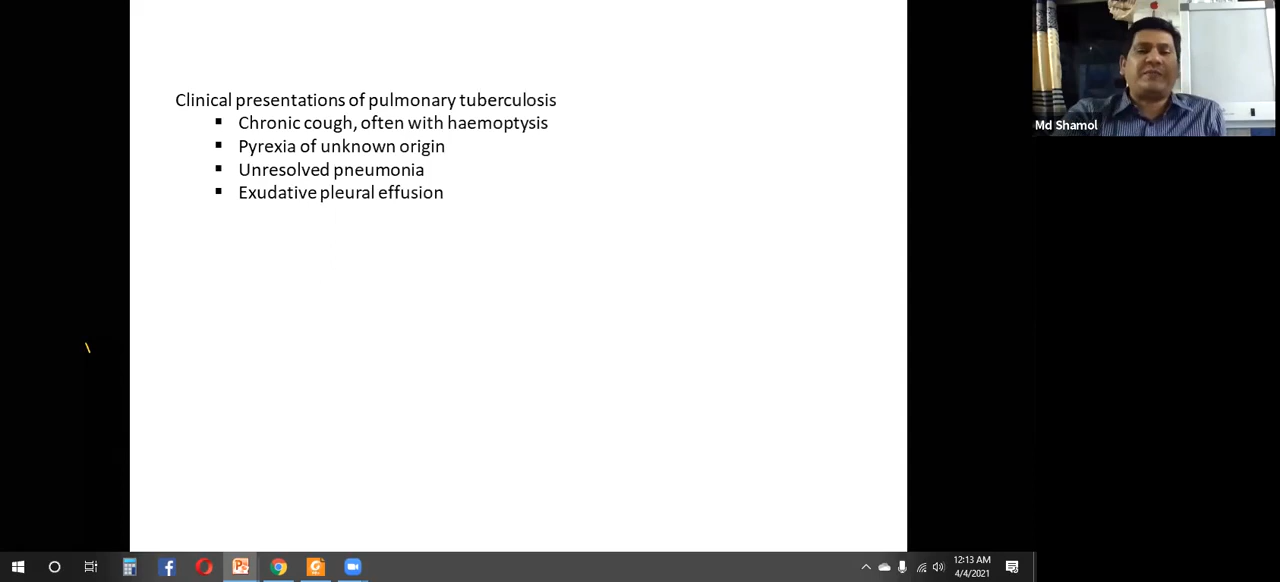 Clinical presentations of pulmonary tuberculosis
▪ Chronic cough, often with haemoptysis
▪ Pyrexia of unknown origin
▪ Unresolved pneumonia
▪ Exudative pleural effusion
Md Shamol
12:13 AM
4/4/2021